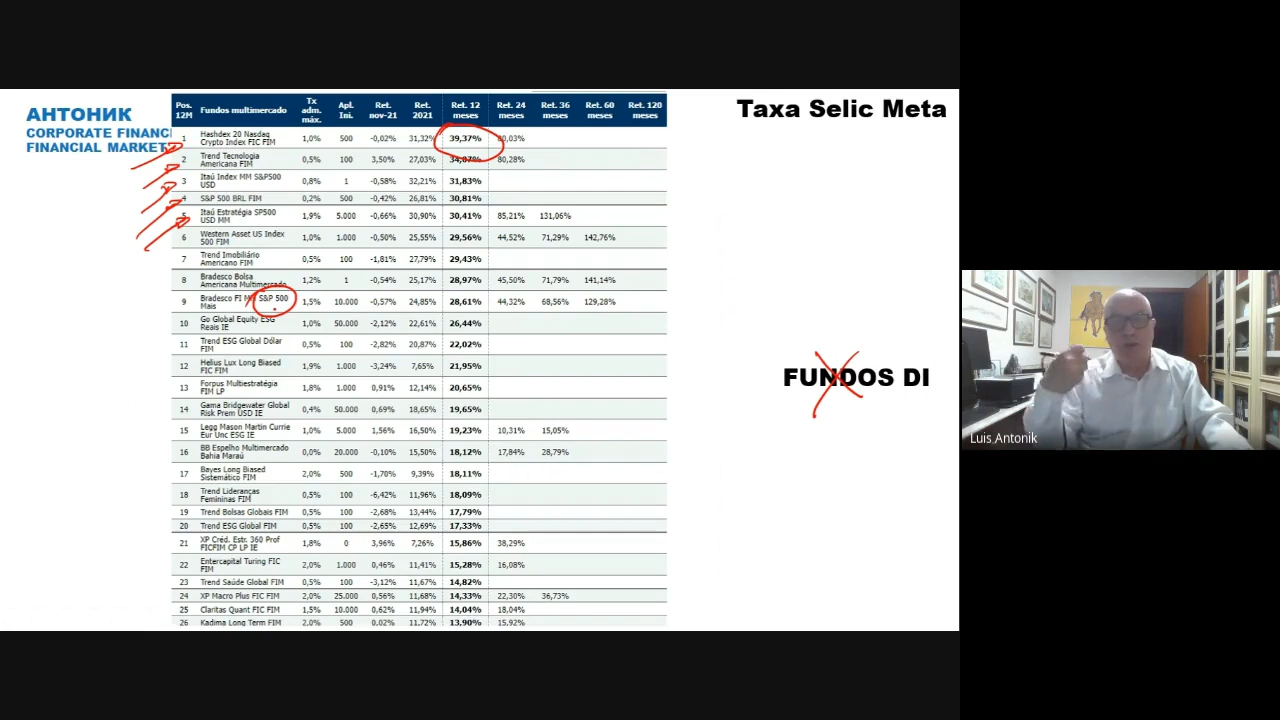 АНТОНИК
CORPORATE FINANC
FINANCIAL MARKET
Taxa Selic Meta
FUNDOS DI
Luis Antonik
Pos. 12M Fundos multimercado Tx adm. máx. Apl. Ini. Ret. nov-21 Ret. 2021 Ret. 12 meses Ret. 24 meses Ret. 36 meses Ret. 60 meses Ret. 120 meses
1 Hashdex 20 Nasdaq Crypto Index FIC FIM 1,0% 500 -0,02% 31,32% 39,37% 80,03%
2 Trend Tecnologia Americana FIM 0,5% 100 3,50% 27,03% 34,07% 80,28%
3 Itaú Index MM S&P500 USD 0,8% 1 -0,58% 32,21% 31,83%
4 S&P 500 BRL FIM 0,2% 500 -0,42% 26,81% 30,81%
5 Itaú Estratégia SP500 USD MM 1,9% 5.000 -0,66% 30,90% 30,41% 85,21% 131,06%
6 Western Asset US Index 500 FIM 1,0% 1.000 -0,50% 25,55% 29,56% 44,52% 71,29% 142,76%
7 Trend Imobiliário Americano FIM 0,5% 100 -1,81% 27,79% 29,43%
8 Bradesco Bolsa Americana Multimercado 1,2% 1 -0,54% 25,17% 28,97% 45,50% 71,79% 141,14%
9 Bradesco FI MM S&P 500 Mais 1,5% 10.000 -0,57% 24,85% 28,61% 44,32% 68,56% 129,28%
10 Go Global Equity ESG Reais IE 1,0% 50.000 -2,12% 22,61% 26,44%
11 Trend ESG Global Dólar FIM 0,5% 100 -2,82% 20,87% 22,02%
12 Helius Lux Long Biased FIC FIM 1,9% 1.000 -3,24% 7,65% 21,95%
13 Forpus Multiestratégia FIM LP 1,8% 1.000 0,91% 12,14% 20,65%
14 Gama Bridgewater Global Risk Prem USD IE 0,4% 50.000 0,69% 18,65% 19,65%
15 Legg Mason Martin Currie Eur Unc ESG IE 1,0% 5.000 1,56% 16,50% 19,23% 10,31% 15,05%
16 BB Espelho Multimercado Bahia Maraú 0,0% 20.000 -0,10% 15,50% 18,12% 17,84% 28,79%
17 Bayes Long Biased Sistemático FIM 2,0% 500 -1,70% 9,39% 18,11%
18 Trend Lideranças Femininas FIM 0,5% 100 -6,42% 11,96% 18,09%
19 Trend Bolsas Globais FIM 0,5% 100 -2,68% 13,44% 17,79%
20 Trend ESG Global FIM 0,5% 100 -2,65% 12,69% 17,33%
21 XP Créd. Estr. 360 Prof FICFIM CP LP IE 1,8% 0 3,96% 7,26% 15,86% 38,29%
22 Entercapital Turing FIC FIM 2,0% 1.000 0,46% 11,41% 15,28% 16,08%
23 Trend Saúde Global FIM 0,5% 100 -3,12% 11,67% 14,82%
24 XP Macro Plus FIC FIM 2,0% 25.000 0,56% 11,68% 14,33% 22,30% 36,73%
25 Claritas Quant FIC FIM 1,5% 10.000 0,62% 11,94% 14,04% 18,04%
26 Kadima Long Term FIM 2,0% 500 0,02% 11,72% 13,90% 15,92%